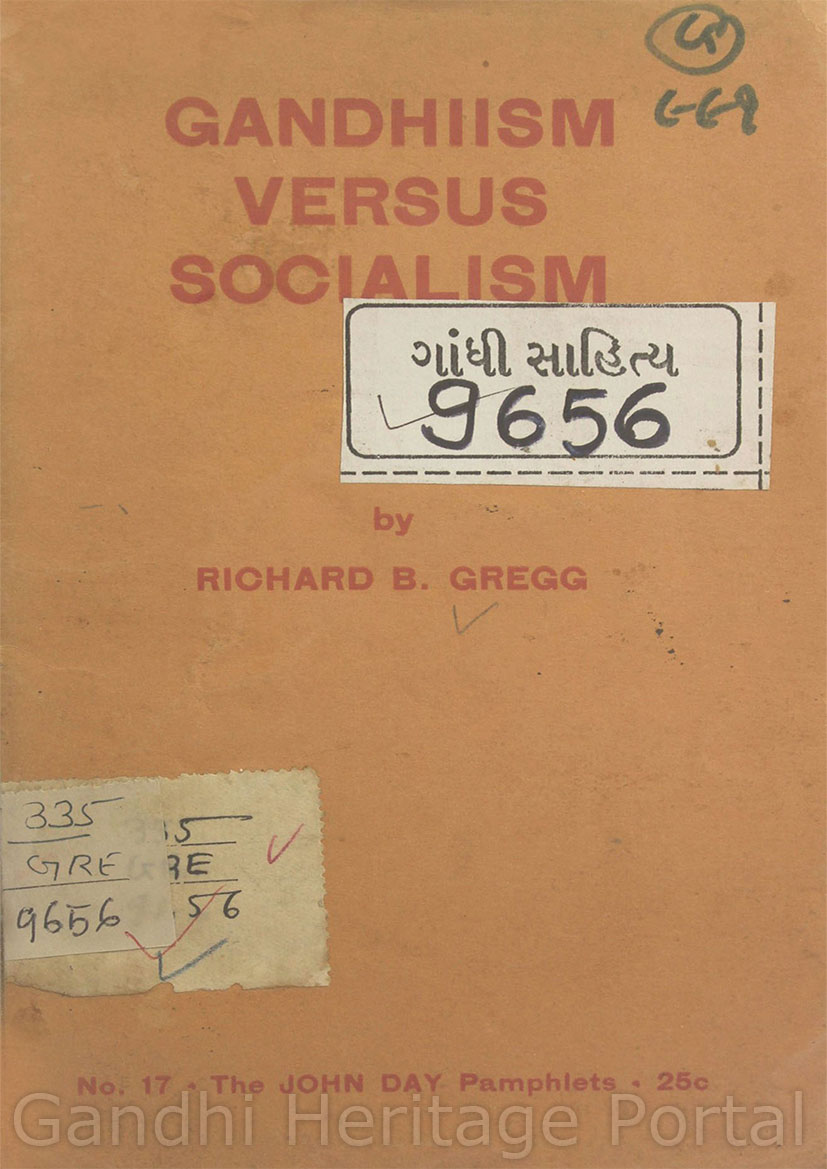 GANDHIISM
VERSUS
SOCIALISM
ગાંધી સાહિત્ય
9656
by
RICHARD B. GREGG
335
GRE
9656
No. 17 • The JOHN DAY Pamphlets • 25c
Gandhi Heritage Portal